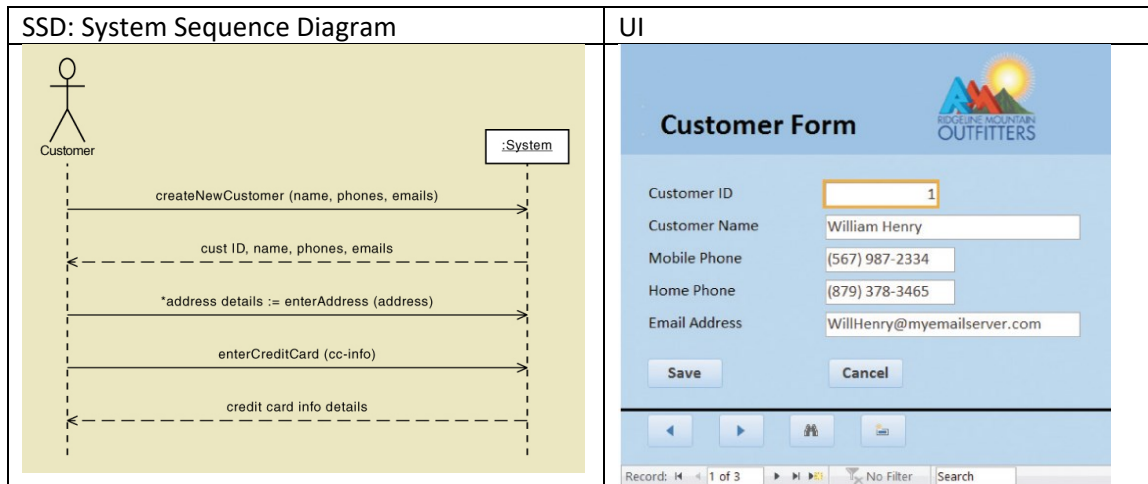 SSD: System Sequence Diagram
Customer
:System
createNewCustomer (name, phones, emails)
cust ID, name, phones, emails
*address details := enterAddress (address)
enterCreditCard (cc-info)
credit card info details
UI
RIDGELINE MOUNTAIN
OUTFITTERS
Customer Form
Customer ID 1
Customer Name William Henry
Mobile Phone (567) 987-2334
Home Phone (879) 378-3465
Email Address WillHenry@myemailserver.com
Save Cancel
Record: 1 of 3 No Filter Search